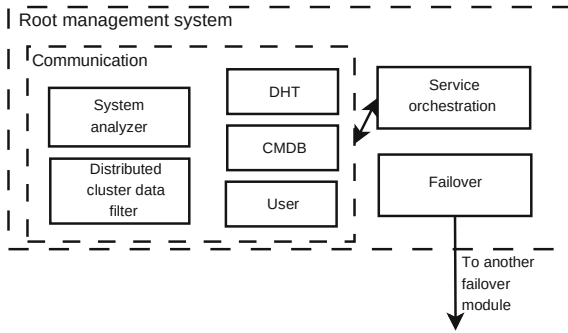 Root management system
Communication
System
analyzer
Distributed
cluster data
filter
DHT
CMDB
User
Service
orchestration
Failover
To another
failover
module